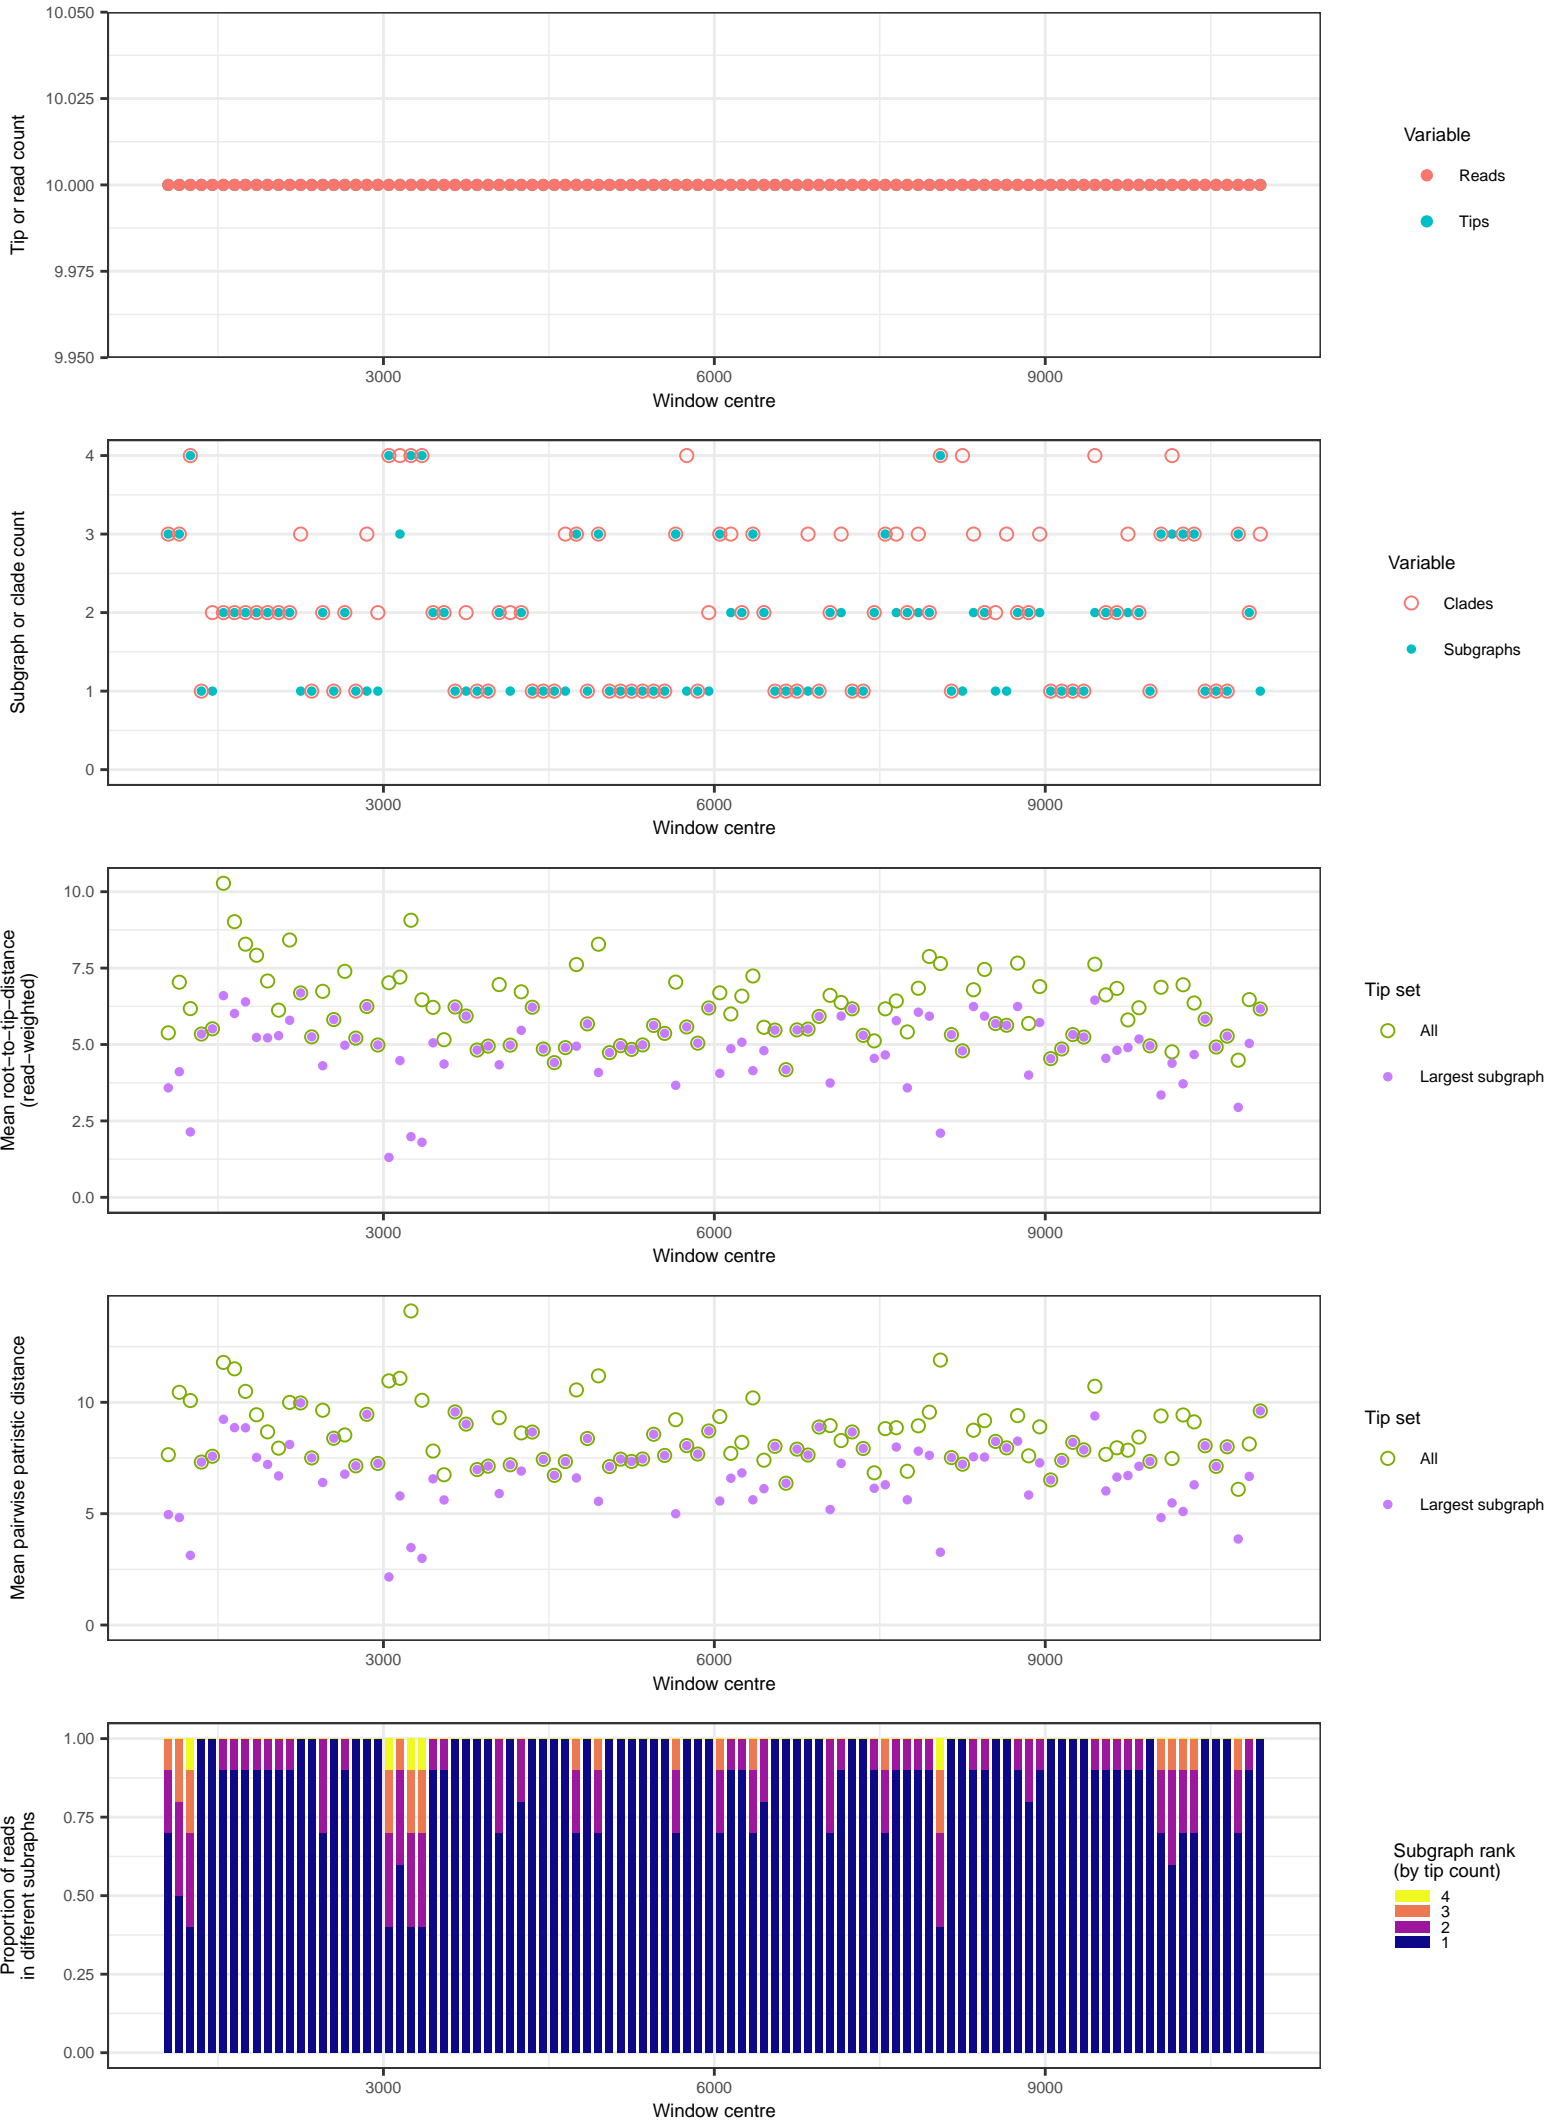 10.050
10.025
10.000
9.975
9.950
Tip or read count
3000
6000
9000
Window centre
Variable
Reads
Tips
4
3
2
1
0
Subgraph or clade count
3000
6000
9000
Window centre
Variable
Clades
Subgraphs
10.0
7.5
5.0
2.5
0.0
Mean root−to−tip−distance
(read−weighted)
3000
6000
9000
Window centre
Tip set
All
Largest subgraph
10
5
0
Mean pairwise patristic distance
3000
6000
9000
Window centre
Tip set
All
Largest subgraph
1.00
0.75
0.50
0.25
0.00
Proportion of reads
in different subraphs
3000
6000
9000
Window centre
Subgraph rank
(by tip count)
4
3
2
1